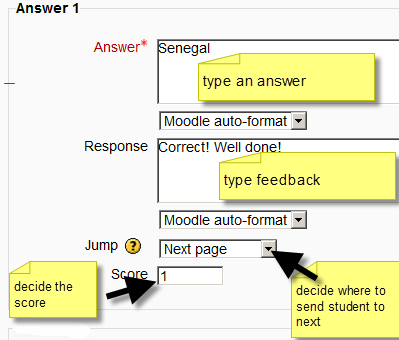 Answer 1
Answer*
Senegal
type an answer
Moodle auto-format
Response
Correct! Well done!
type feedback
Moodle auto-format
Jump
Next page
Score
1
decide the
score
decide where to
send student to
next